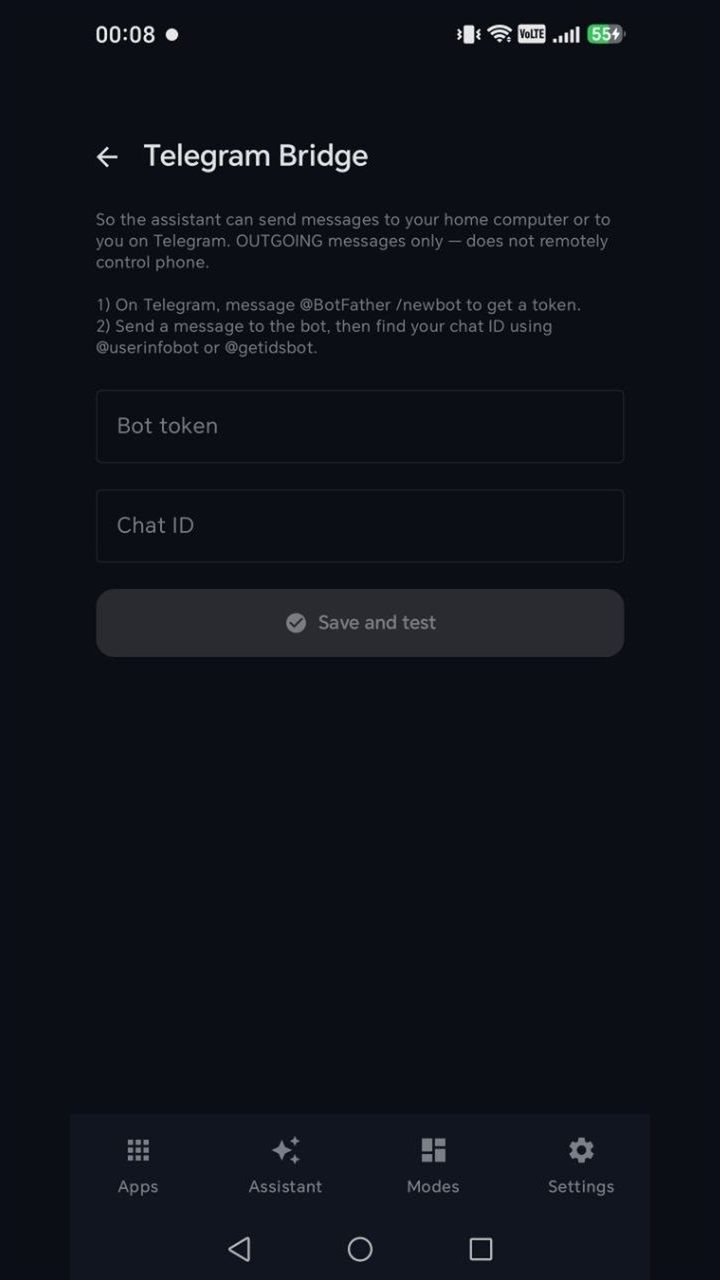 00:08
VoLTE
55
Telegram Bridge
So the assistant can send messages to your home computer or to
you on Telegram. OUTGOING messages only — does not remotely
control phone.
1) On Telegram, message @BotFather /newbot to get a token.
2) Send a message to the bot, then find your chat ID using
@userinfobot or @getidsbot.
Bot token
Chat ID
Save and test
Apps
Assistant
Modes
Settings